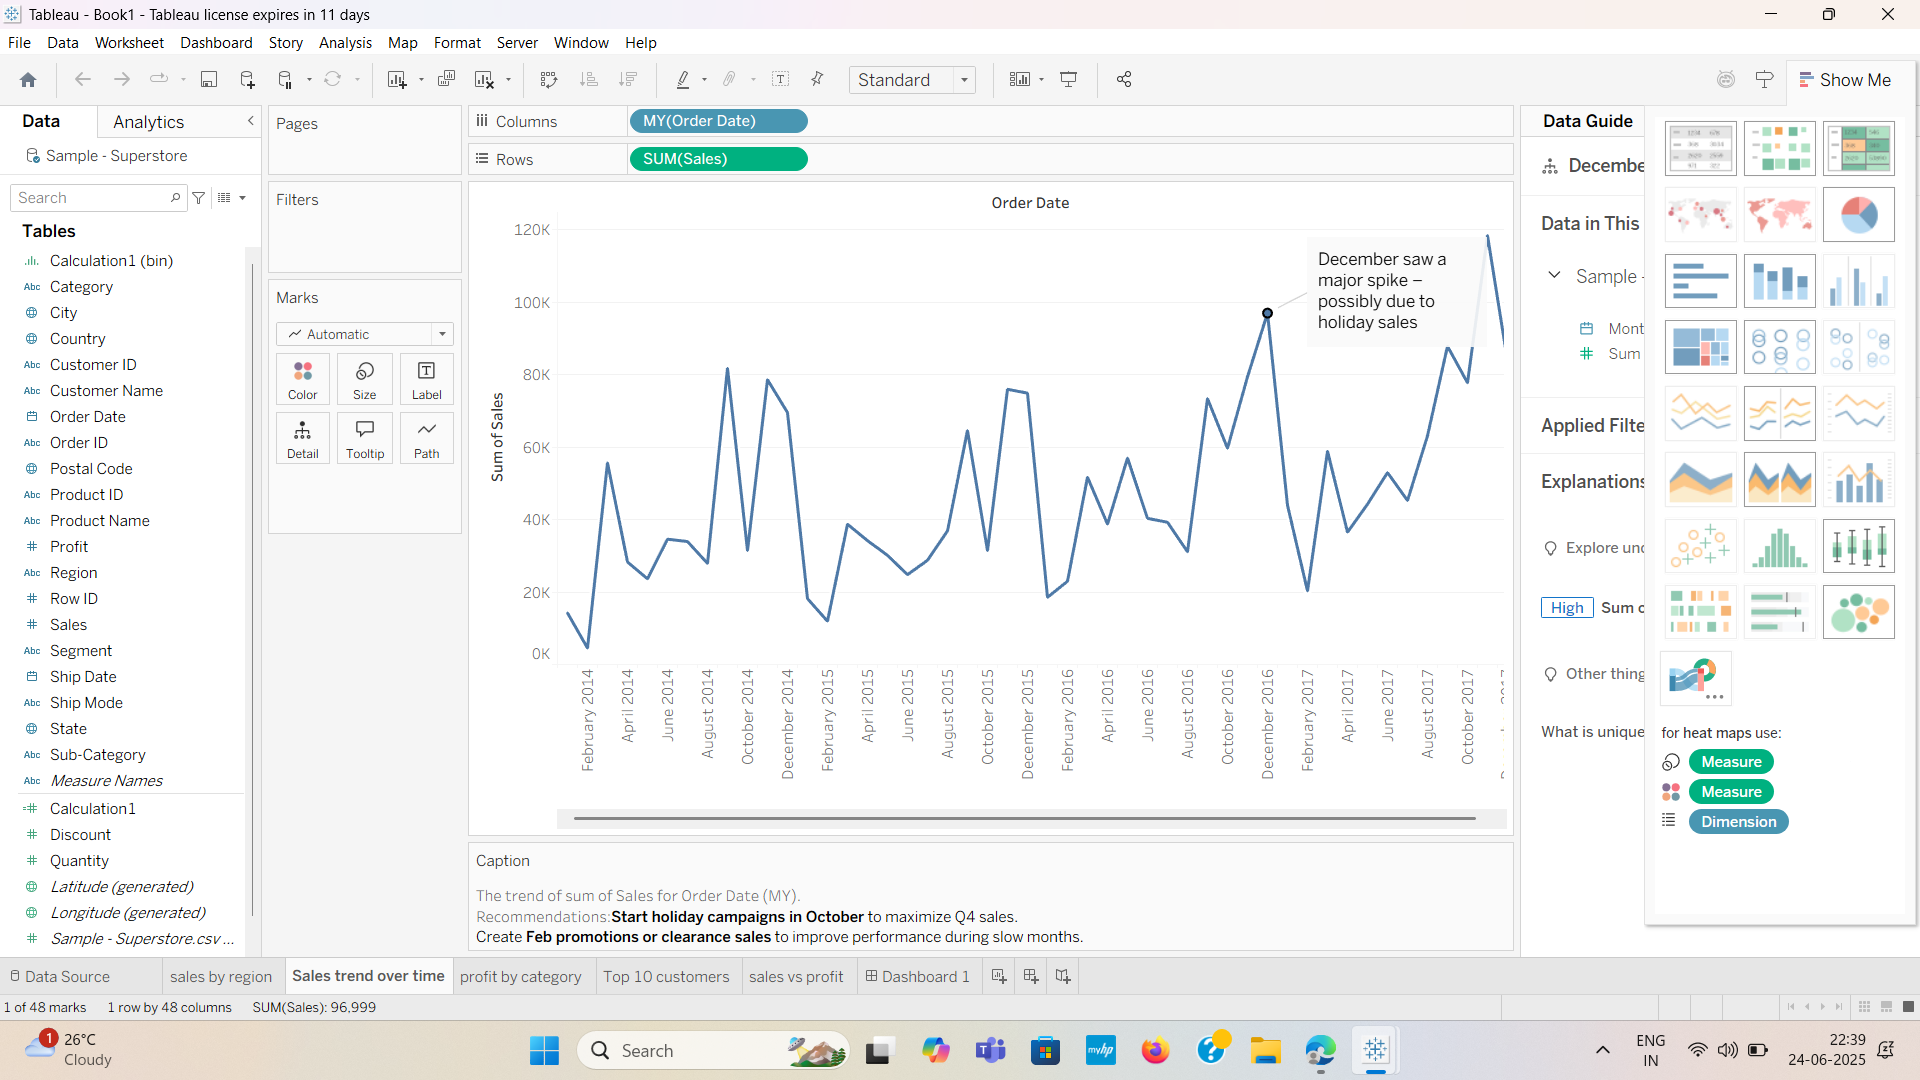 Tableau - Book1 - Tableau license expires in 11 days
File Data Worksheet Dashboard Story Analysis Map Format Server Window Help
Standard
Show Me
Data Analytics
Sample - Superstore
Search
Tables
Calculation1 (bin)
Abc Category
City
Country
Abc Customer ID
Abc Customer Name
Order Date
Abc Order ID
Postal Code
Abc Product ID
Abc Product Name
Profit
Abc Region
Row ID
Sales
Abc Segment
Ship Date
Abc Ship Mode
State
Abc Sub-Category
Abc Measure Names
Calculation1
Discount
Quantity
Latitude (generated)
Longitude (generated)
Sample - Superstore.csv ...
Pages
Filters
Marks
Automatic
Color Size Label
Detail Tooltip Path
Columns MY(Order Date)
Rows SUM(Sales)
Order Date
Sum of Sales
120K
100K
80K
60K
40K
20K
0K
December saw a
major spike –
possibly due to
holiday sales
February 2014
April 2014
June 2014
August 2014
October 2014
December 2014
February 2015
April 2015
June 2015
August 2015
October 2015
December 2015
February 2016
April 2016
June 2016
August 2016
October 2016
December 2016
February 2017
April 2017
June 2017
August 2017
October 2017
Caption
The trend of sum of Sales for Order Date (MY).
Recommendations:Start holiday campaigns in October to maximize Q4 sales.
Create Feb promotions or clearance sales to improve performance during slow months.
Data Guide
Decembe
Data in This
Sample -
Mont
Sum
Applied Filte
Explanations
Explore und
High Sum o
Other thing
What is unique
for heat maps use:
Measure
Measure
Dimension
Data Source sales by region Sales trend over time profit by category Top 10 customers sales vs profit Dashboard 1
1 of 48 marks 1 row by 48 columns SUM(Sales): 96,999
1
26°C
Cloudy
Search
myhp
ENG
IN
22:39
24-06-2025